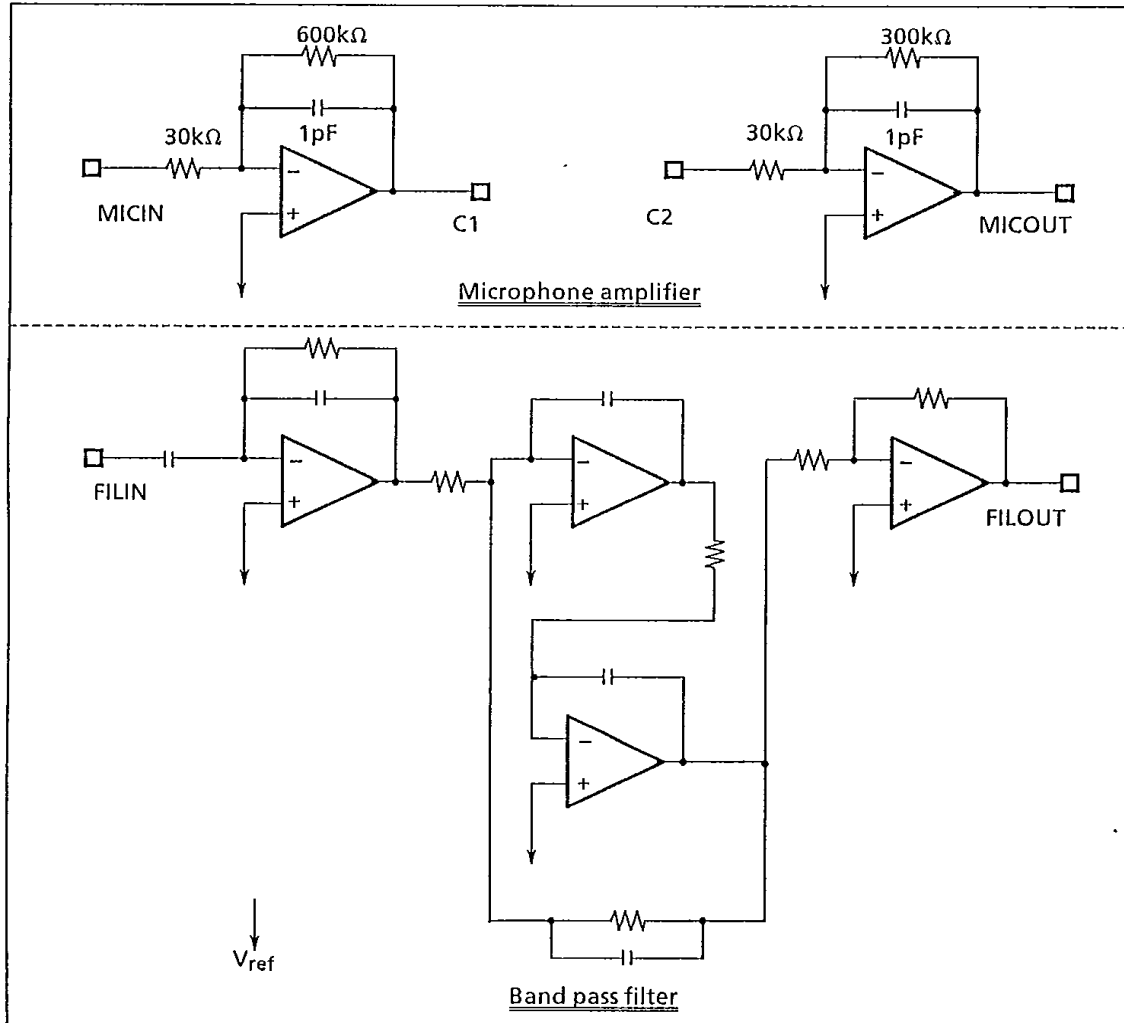 600kΩ
300kΩ
30kΩ
1pF
30kΩ
1pF
−
−
MICIN
+
C1
C2
+
MICOUT
Microphone amplifier
−
−
−
FILIN
+
+
+
FILOUT
−
+
Vref
Band pass filter